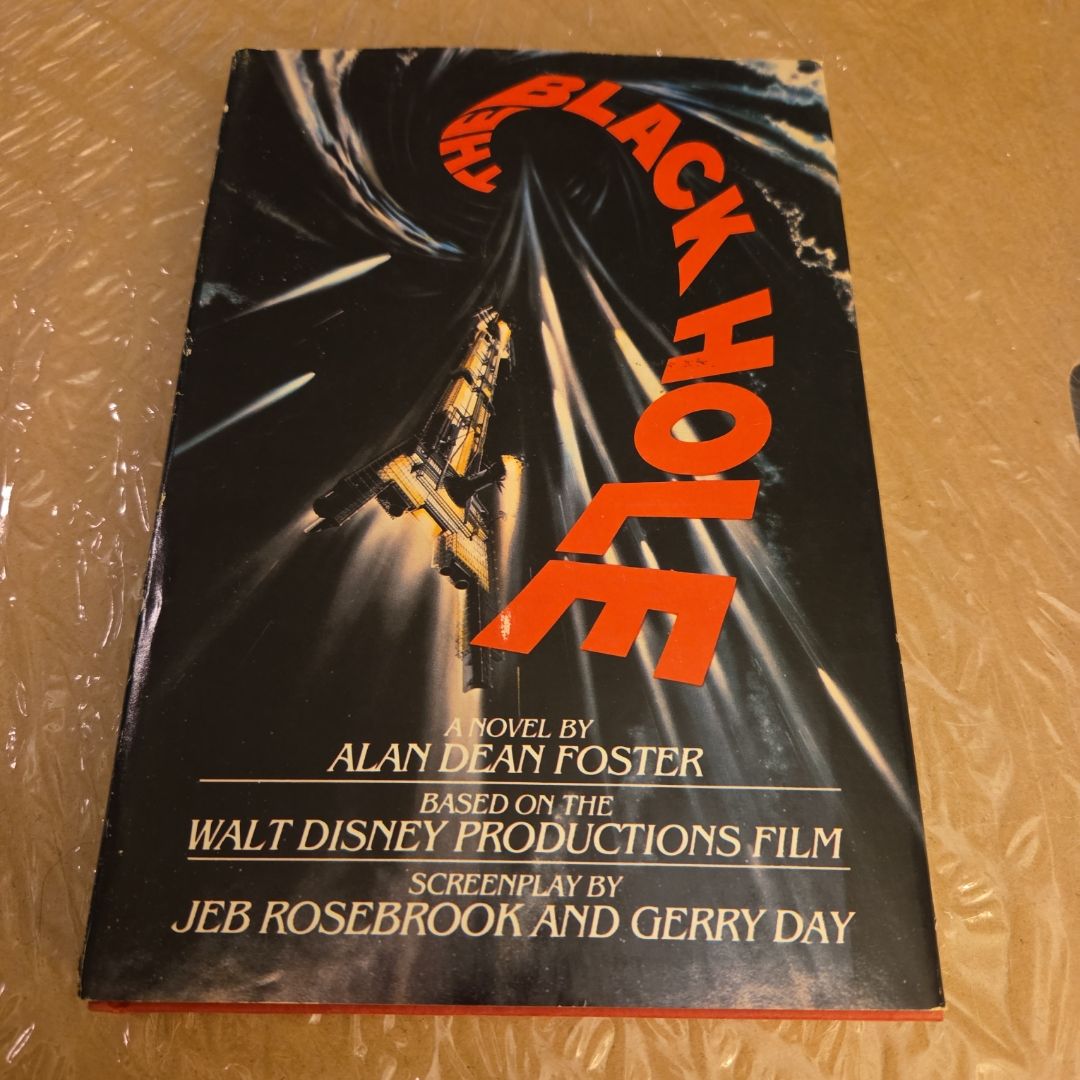 THE BLACK HOLE
A NOVEL BY
ALAN DEAN FOSTER
BASED ON THE
WALT DISNEY PRODUCTIONS FILM
SCREENPLAY BY
JEB ROSEBROOK AND GERRY DAY